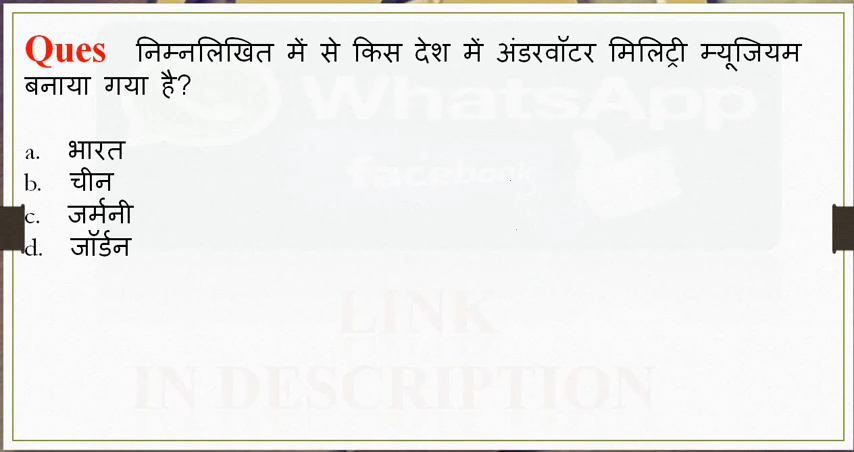 Ques निम्नलिखित में से किस देश में अंडरवॉटर मिलिट्री म्यूजियम
बनाया गया है?
a. भारत
b. चीन
c. जर्मनी
d. जॉर्डन
WhatsApp
facebook
LINK
IN DESCRIPTION